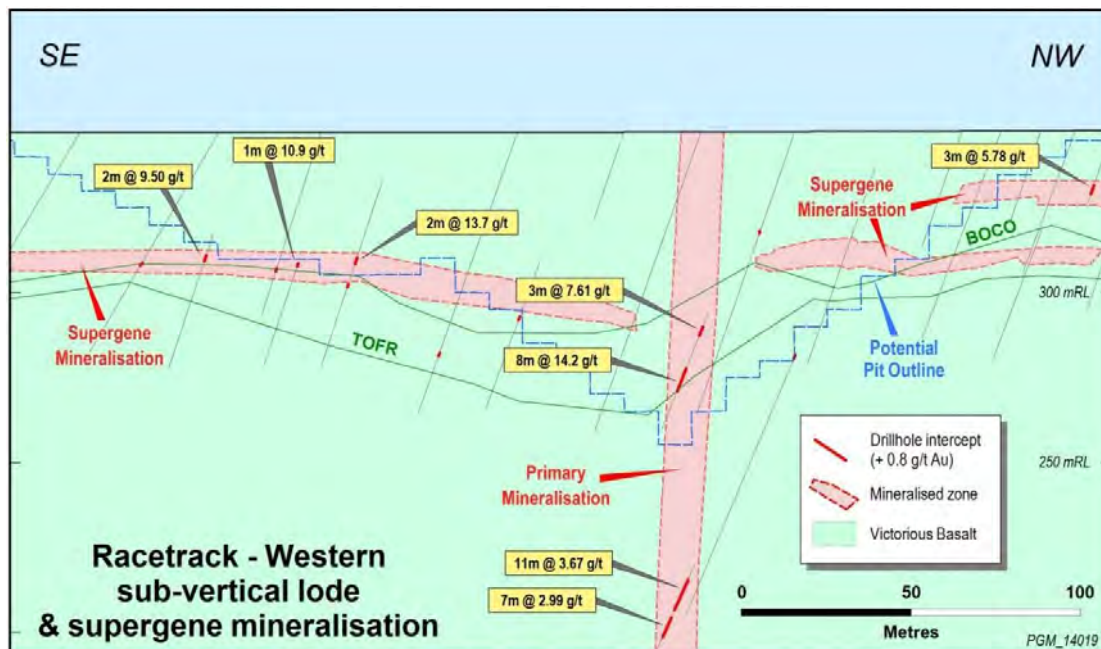 SE
NW
1m @ 10.9 g/t
2m @ 9.50 g/t
2m @ 13.7 g/t
3m @ 5.78 g/t
Supergene
Mineralisation
BOCO
3m @ 7.61 g/t
300 mRL
Supergene
Mineralisation
TOFR
8m @ 14.2 g/t
Potential
Pit Outline
Primary
Mineralisation
Drillhole intercept
(+ 0.8 g/t Au)
250 mRL
Mineralised zone
Victorious Basalt
Racetrack - Western
sub-vertical lode
& supergene mineralisation
11m @ 3.67 g/t
7m @ 2.99 g/t
0
50
100
Metres
PGM_14019